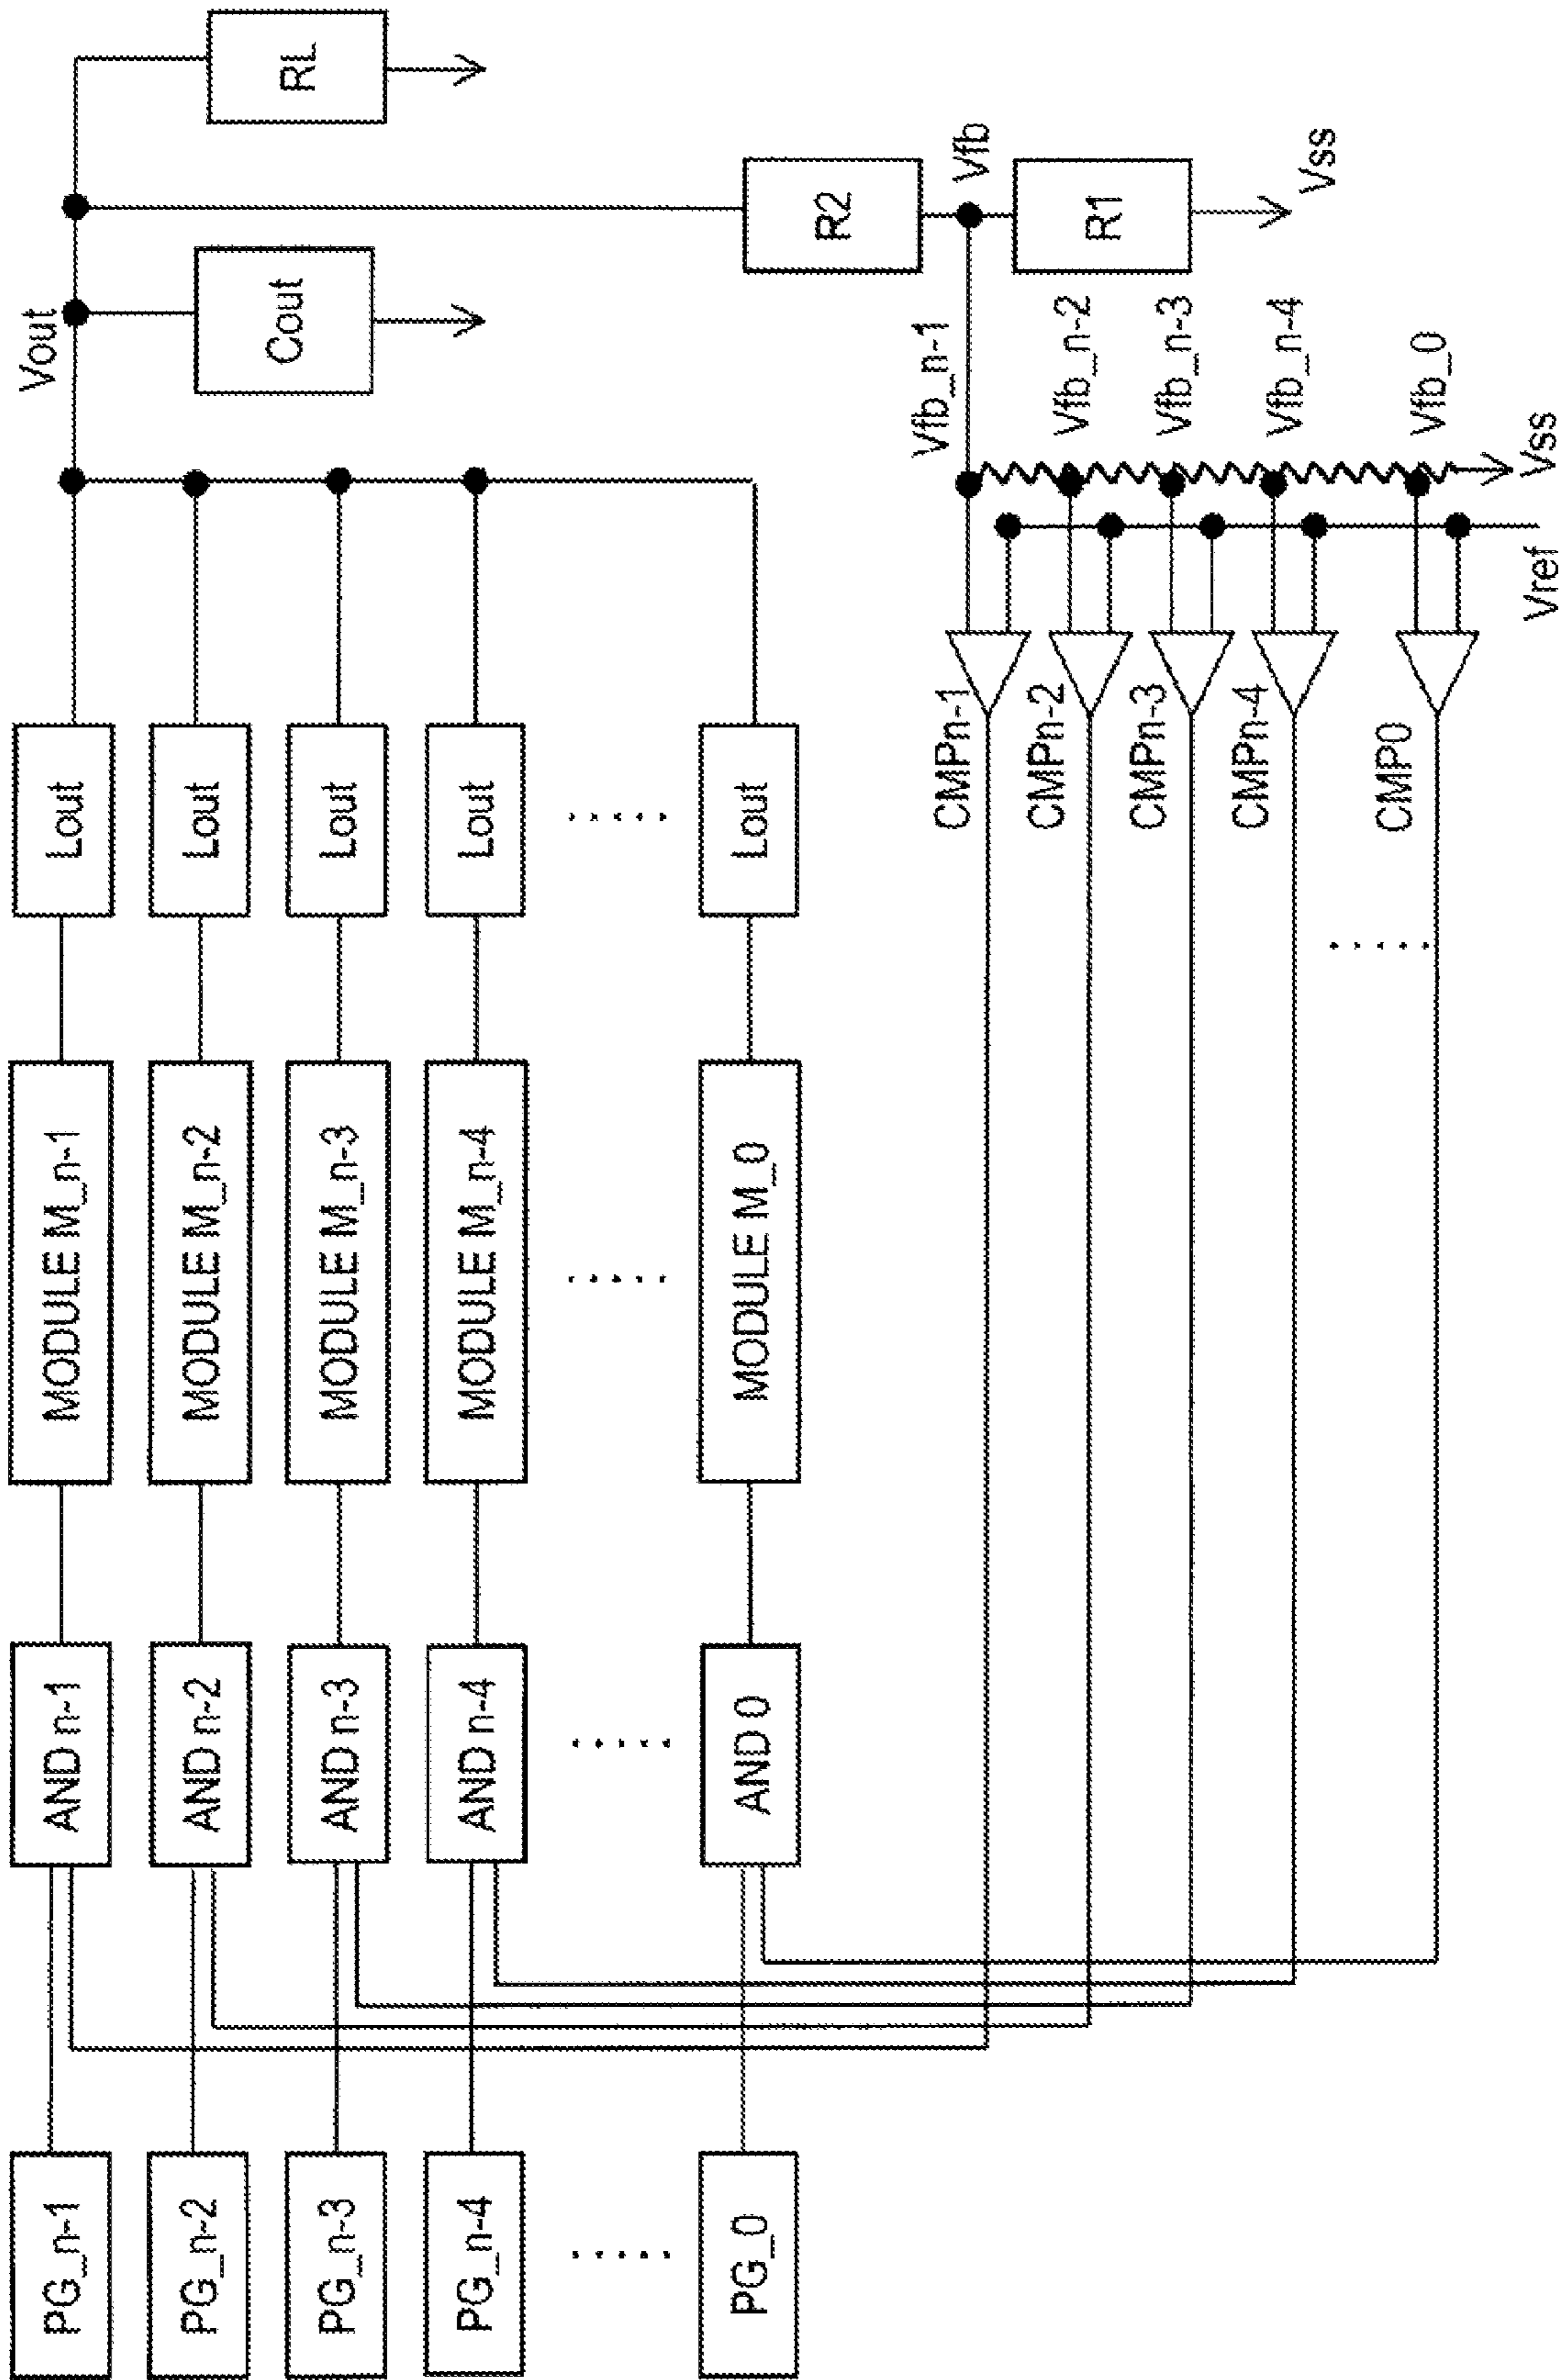 PG_n-1
AND n-1
MODULE M_n-1
Lout
Vout
RL
PG_n-2
AND n-2
MODULE M_n-2
Lout
Cout
PG_n-3
AND n-3
MODULE M_n-3
Lout
PG_n-4
AND n-4
MODULE M_n-4
Lout
.....
.....
.....
.....
PG_0
AND 0
MODULE M_0
Lout
R2
Vfb
CMPn-1
Vfb_n-1
R1
CMPn-2
Vfb_n-2
CMPn-3
Vfb_n-3
Vss
CMPn-4
Vfb_n-4
.....
CMP0
Vfb_0
Vref
Vss